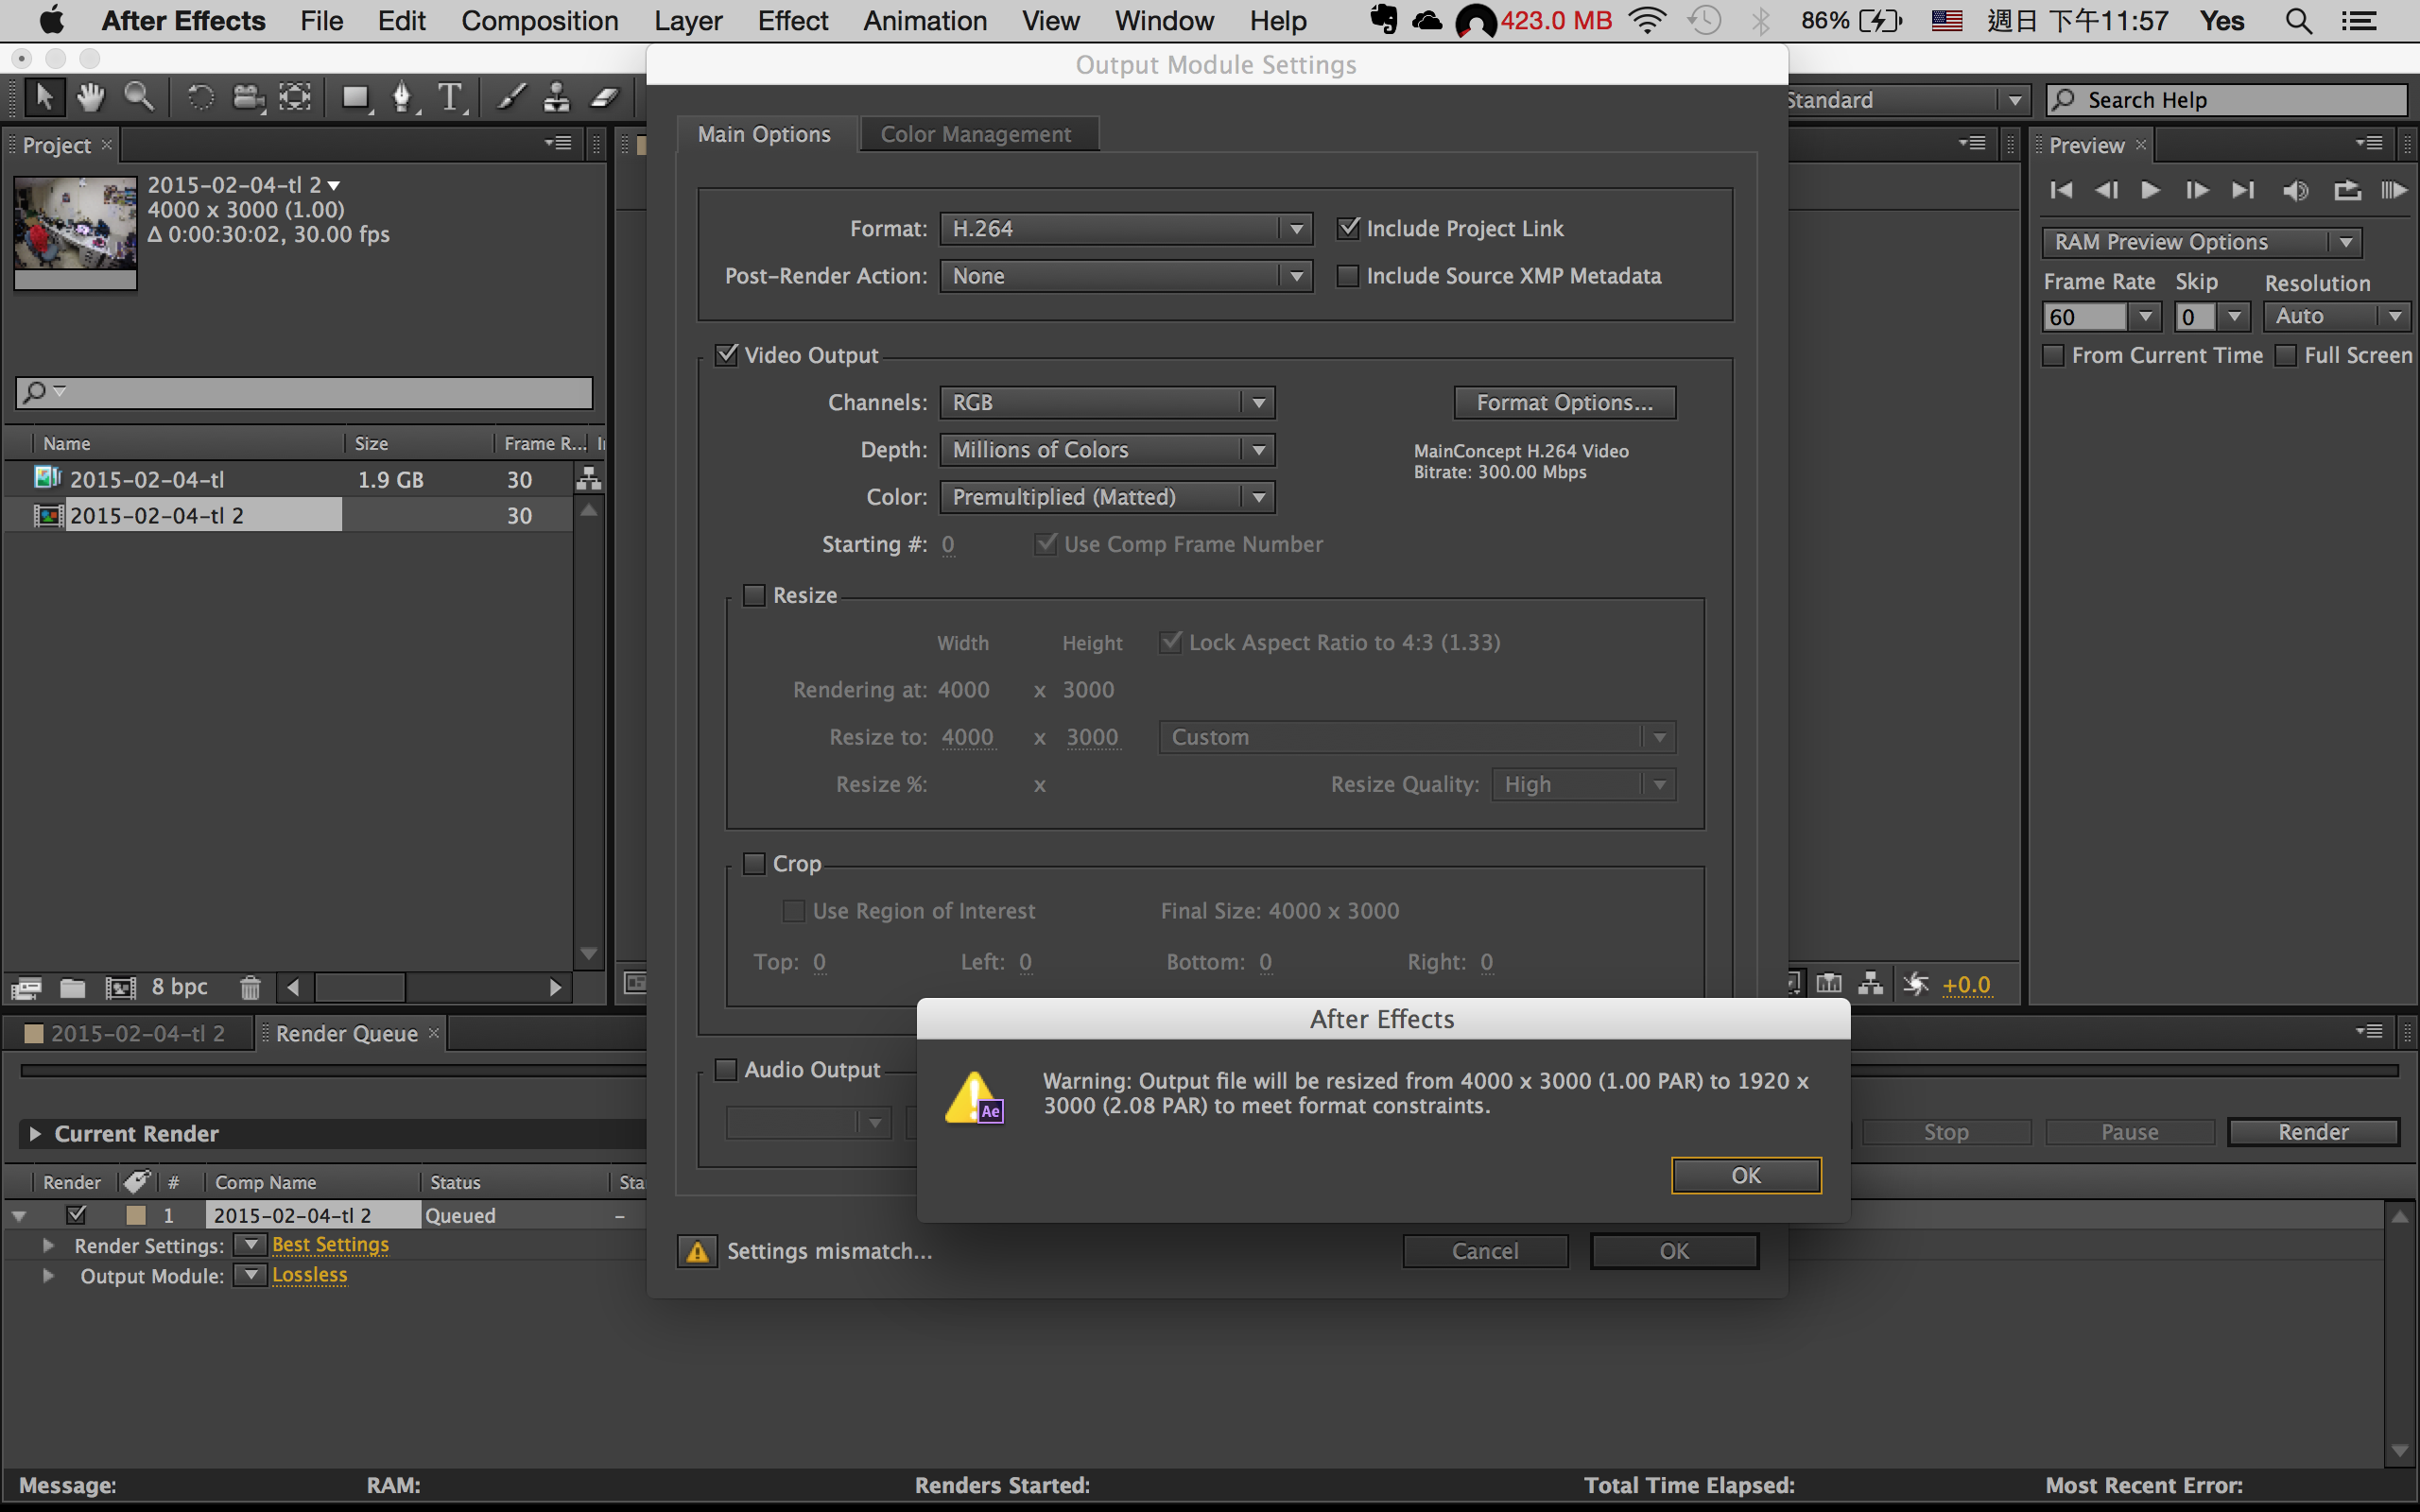 After Effects File Edit Composition Layer Effect Animation View Window Help 423.0 MB 86% 週日 下午11:57 Yes
Output Module Settings
Standard
Search Help
Main Options Color Management
Project
2015-02-04-tl 2
4000 x 3000 (1.00)
Δ 0:00:30:02, 30.00 fps
Name Size Frame R...
2015-02-04-tl 1.9 GB 30
2015-02-04-tl 2 30
8 bpc
Format: H.264 Include Project Link
Post-Render Action: None Include Source XMP Metadata
Video Output
Channels: RGB Format Options...
Depth: Millions of Colors
MainConcept H.264 Video
Bitrate: 300.00 Mbps
Color: Premultiplied (Matted)
Starting #: 0 Use Comp Frame Number
Resize
Width Height Lock Aspect Ratio to 4:3 (1.33)
Rendering at: 4000 x 3000
Resize to: 4000 x 3000 Custom
Resize %: x Resize Quality: High
Crop
Use Region of Interest Final Size: 4000 x 3000
Top: 0 Left: 0 Bottom: 0 Right: 0
Audio Output
Preview
RAM Preview Options
Frame Rate Skip Resolution
60 0 Auto
From Current Time Full Screen
+0.0
After Effects
Warning: Output file will be resized from 4000 x 3000 (1.00 PAR) to 1920 x
3000 (2.08 PAR) to meet format constraints.
Ae
OK
Settings mismatch...
Cancel OK
2015-02-04-tl 2 Render Queue
Current Render
Stop Pause Render
Render # Comp Name Status Sta
1 2015-02-04-tl 2 Queued –
Render Settings: Best Settings
Output Module: Lossless
Message: RAM: Renders Started: Total Time Elapsed: Most Recent Error: